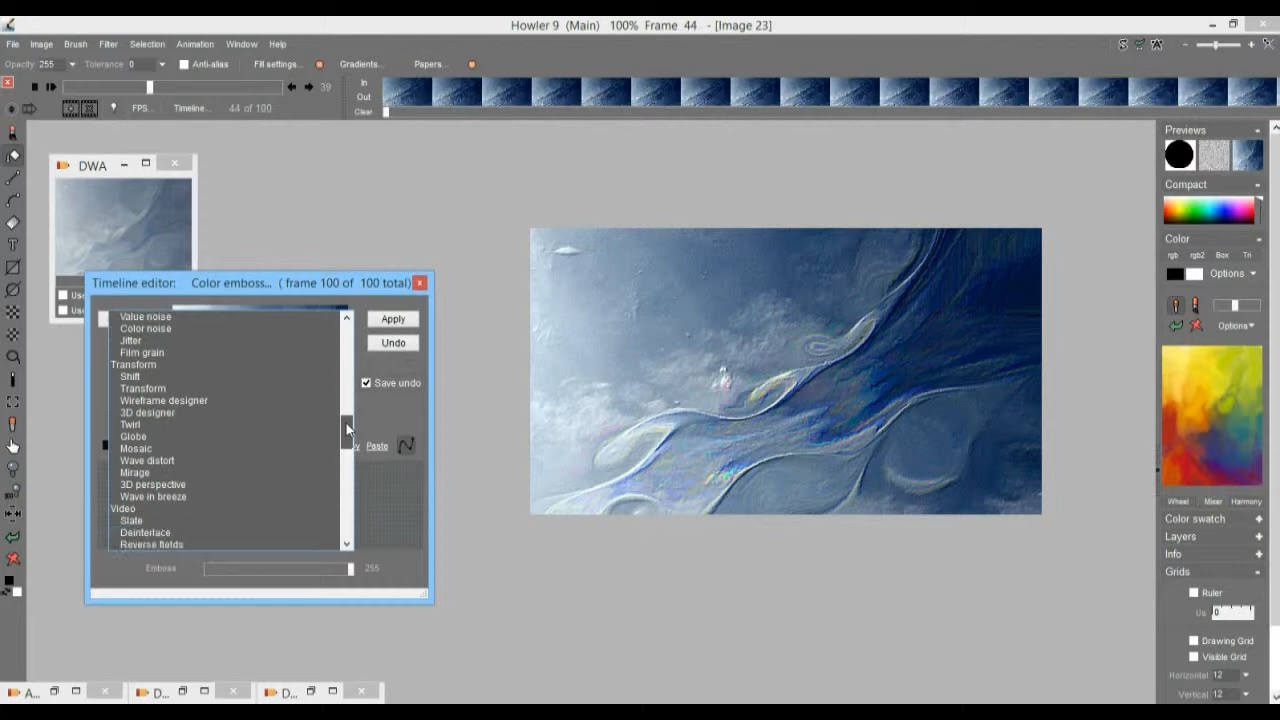 Howler 9 (Main) 100% Frame 44 - [Image 23]
File Image Brush Filter Selection Animation Window Help
Opacity 255 Tolerance 0 Anti-alias Fill settings... Gradients... Papers...
39
In
Out
Clear
FPS... Timeline... 44 of 100
DWA
Use
Use
Timeline editor: Color emboss... ( frame 100 of 100 total)
Apply
Undo
Save undo
Paste
Value noise
Color noise
Jitter
Film grain
Transform
Shift
Transform
Wireframe designer
3D designer
Twirl
Globe
Mosaic
Wave distort
Mirage
3D perspective
Wave in breeze
Video
Slate
Deinterlace
Reverse fields
Emboss 255
A... D... D...
Previews
Compact
Color
rgb rgb2 Box Tri
Options
Options
Wheel Mixer Harmony
Color swatch
Layers
Info
Grids
Ruler
Us 0
Drawing Grid
Visible Grid
Horizontal 12
Vertical 12